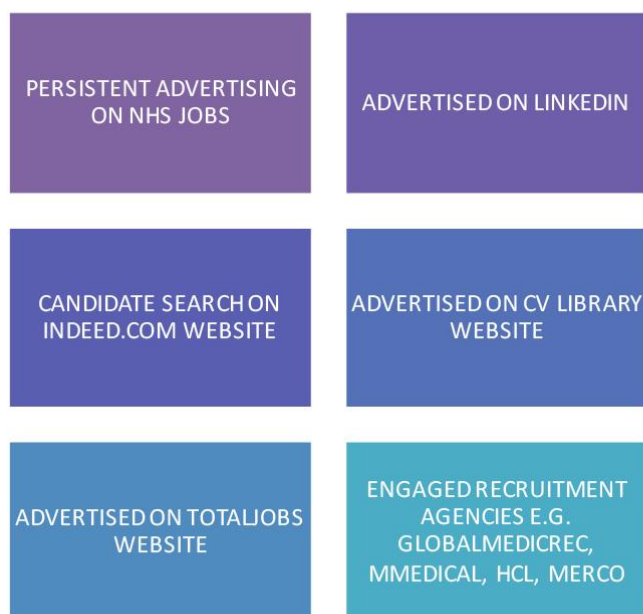 PERSISTENT ADVERTISING
ON NHS JOBS
ADVERTISED ON LINKEDIN
CANDIDATE SEARCH ON
INDEED.COM WEBSITE
ADVERTISED ON CV LIBRARY
WEBSITE
ADVERTISED ON TOTALJOBS
WEBSITE
ENGAGED RECRUITMENT
AGENCIES E.G.
GLOBALMEDICREC,
MMEDICAL, HCL, MERCO